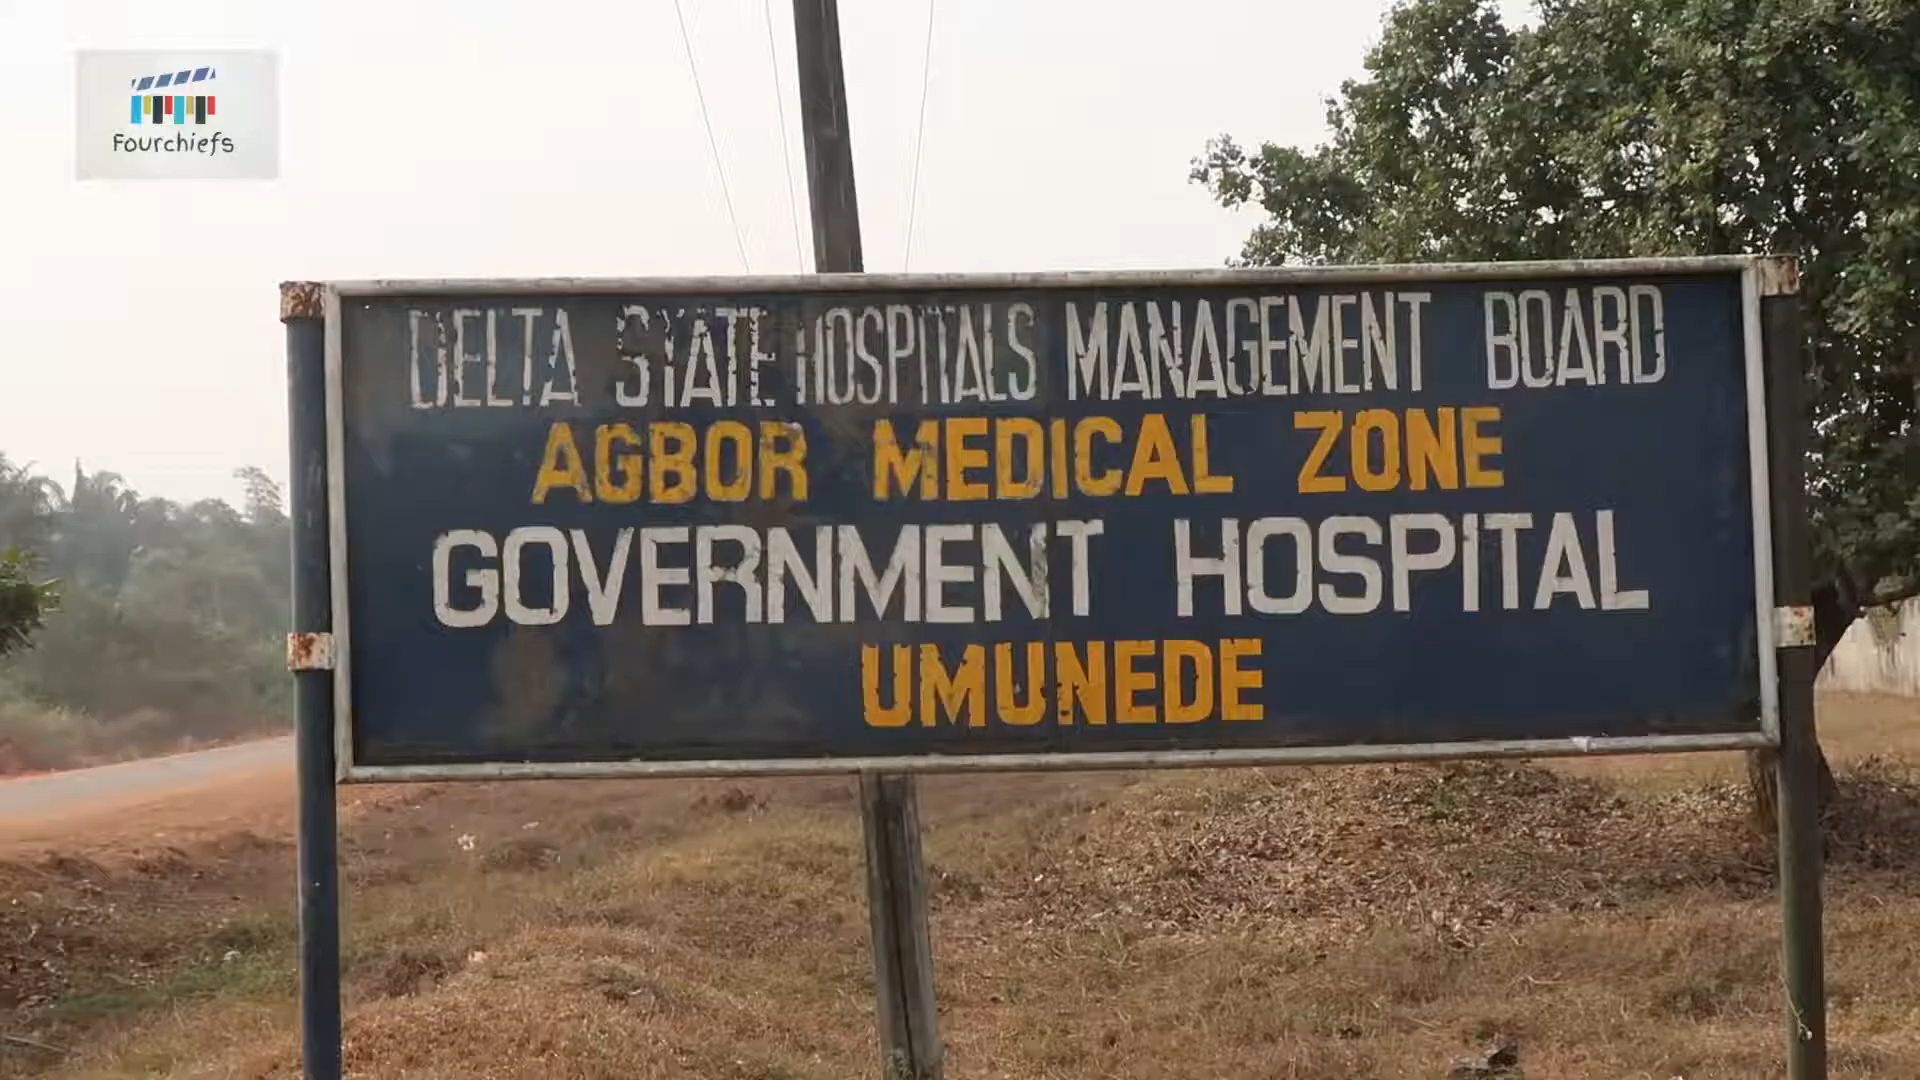 Fourchiefs
DELTA STATE HOSPITALS MANAGEMENT BOARD
AGBOR MEDICAL ZONE
GOVERNMENT HOSPITAL
UMUNEDE